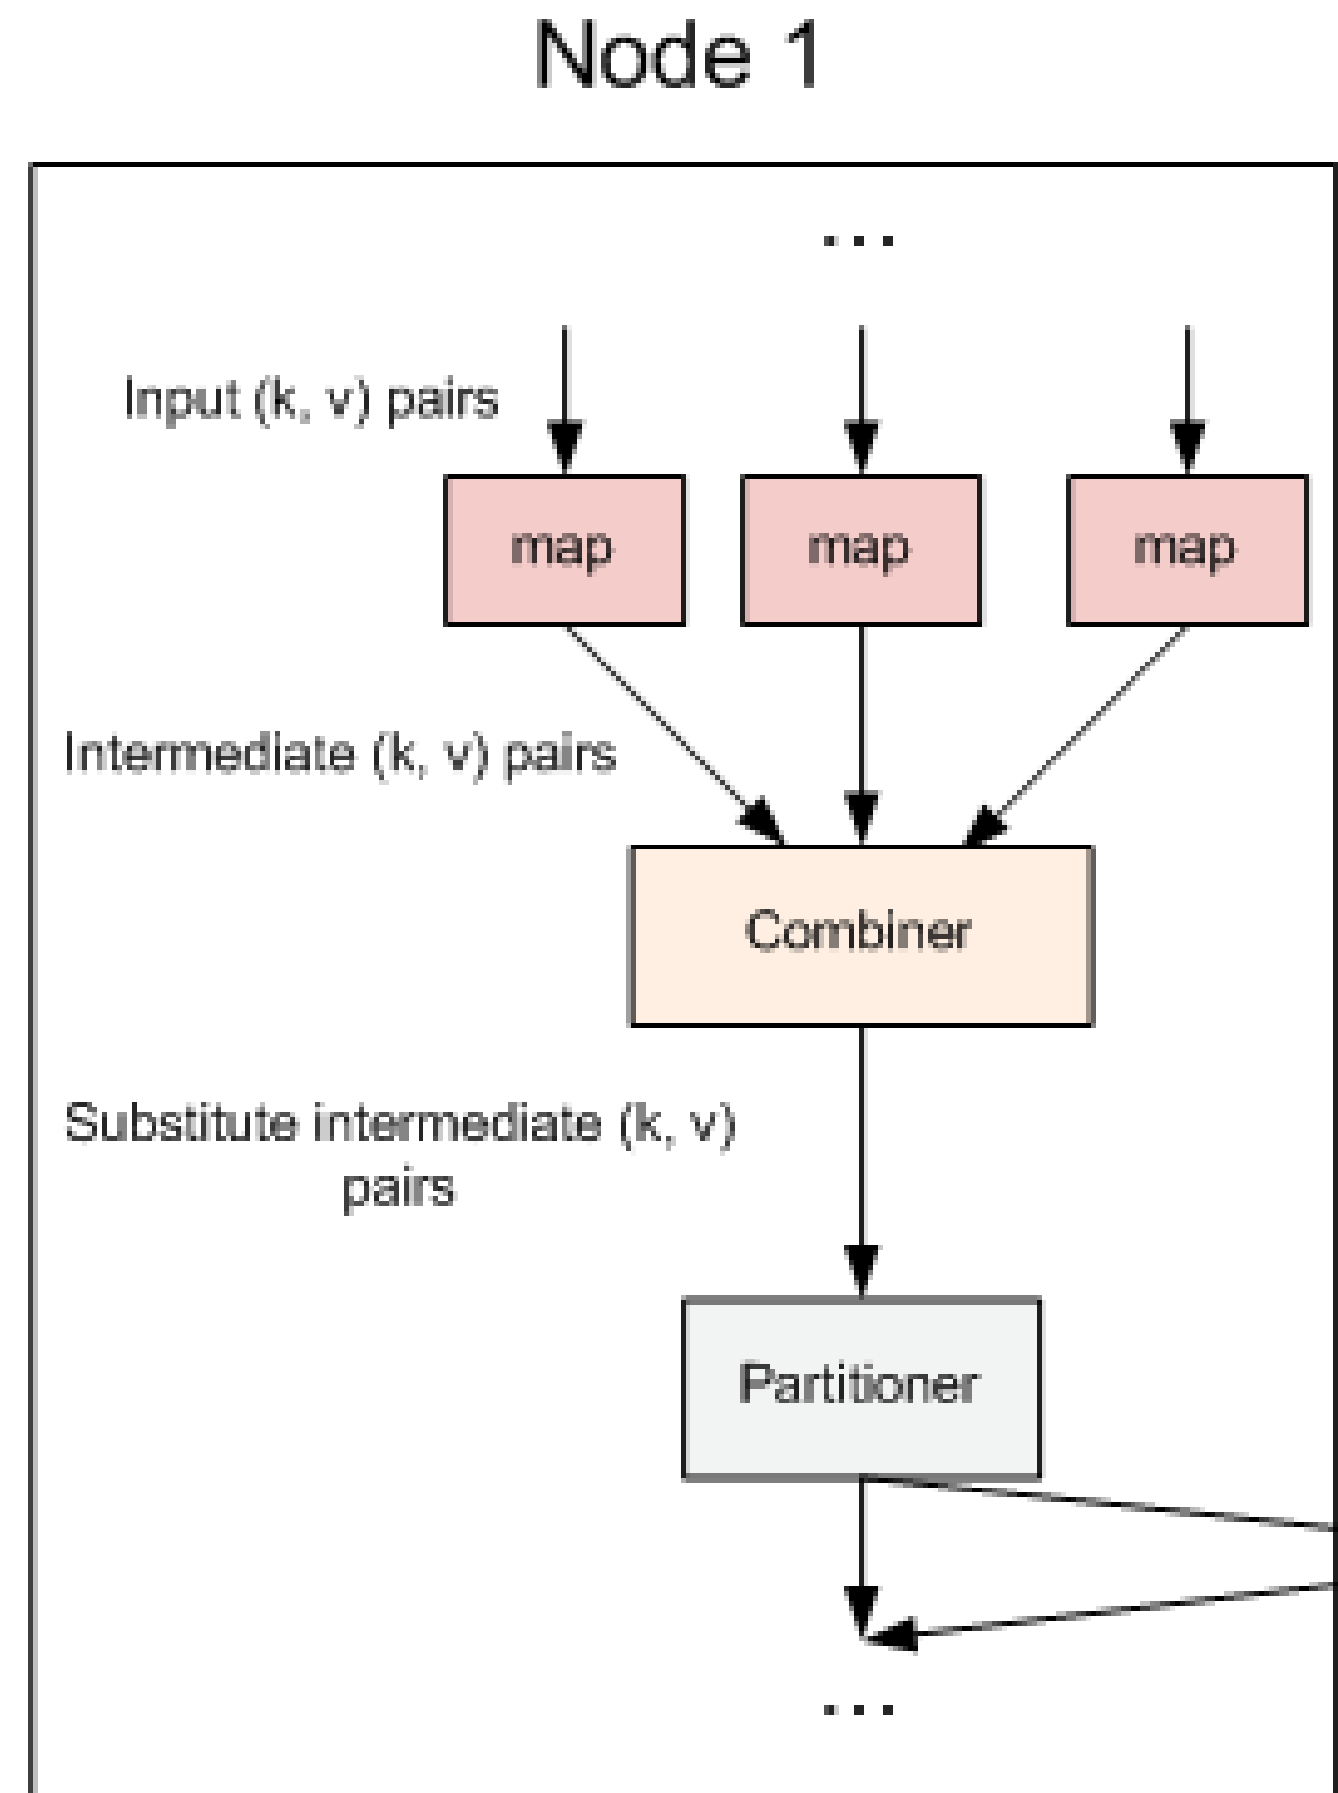 Node 1
...
Input (k, v) pairs
map
map
map
Intermediate (k, v) pairs
Combiner
Substitute intermediate (k, v)
pairs
Partitioner
...